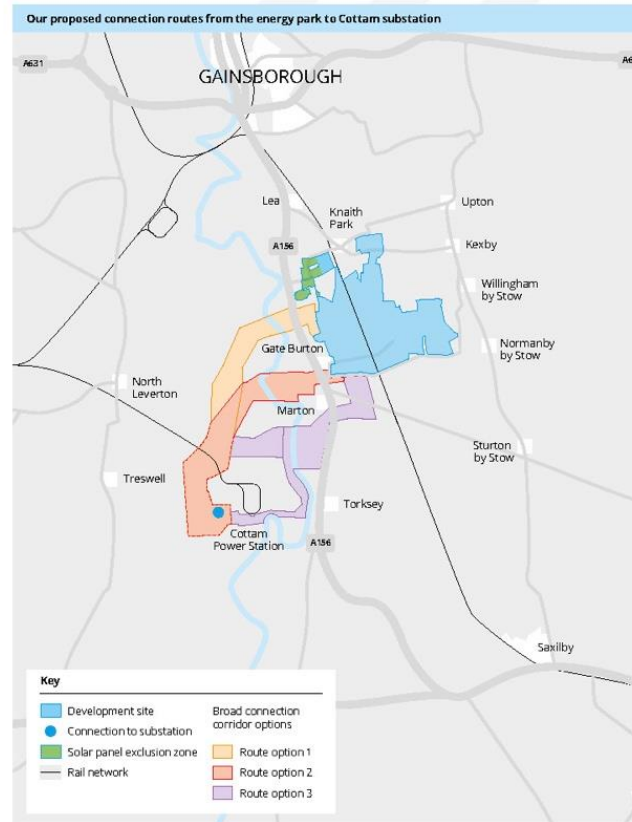 Our proposed connection routes from the energy park to Cottam substation
A631
GAINSBOROUGH
Lea
Knaith
Park
Upton
A156
Kexby
Willingham
by Stow
Gate Burton
Normanby
by Stow
North
Leverton
Marton
Sturton
by Stow
Treswell
Torksey
Cottam
Power Station
A156
Saxilby
Key
Development site
Connection to substation
Solar panel exclusion zone
Rail network
Broad connection
corridor options
Route option 1
Route option 2
Route option 3